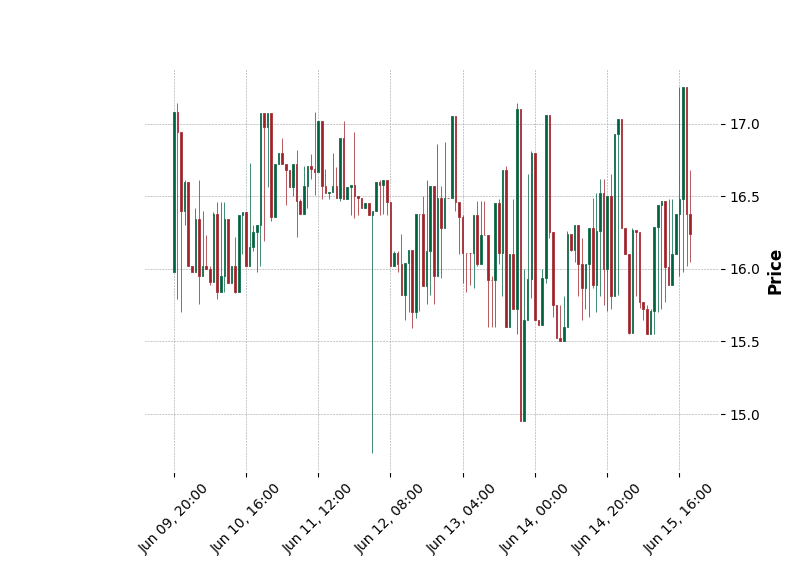 17.0
16.5
16.0
15.5
15.0
Price
Jun 09, 20:00
Jun 10, 16:00
Jun 11, 12:00
Jun 12, 08:00
Jun 13, 04:00
Jun 14, 00:00
Jun 14, 20:00
Jun 15, 16:00